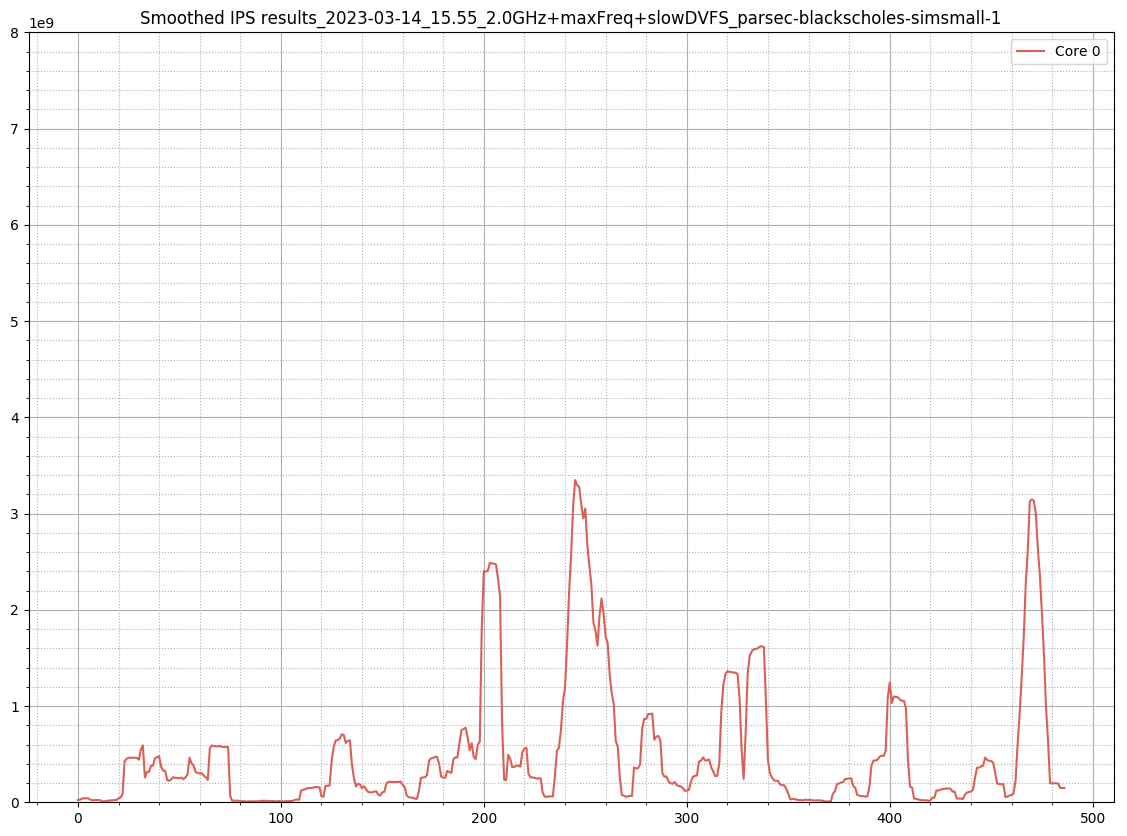 Smoothed IPS results_2023-03-14_15.55_2.0GHz+maxFreq+slowDVFS_parsec-blackscholes-simsmall-1
1e9
Core 0
8
7
6
5
4
3
2
1
0
0 100 200 300 400 500